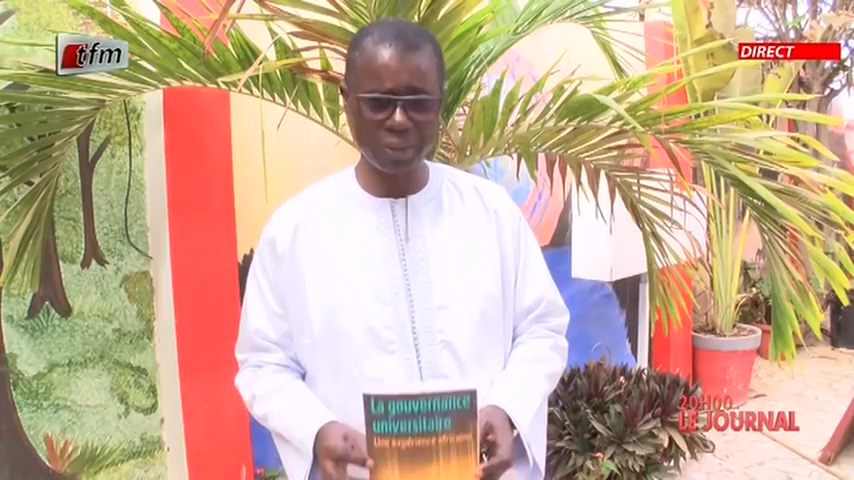 tfm
DIRECT
La gouvernance
universitaire
Une expérience africaine
20H00
LE JOURNAL